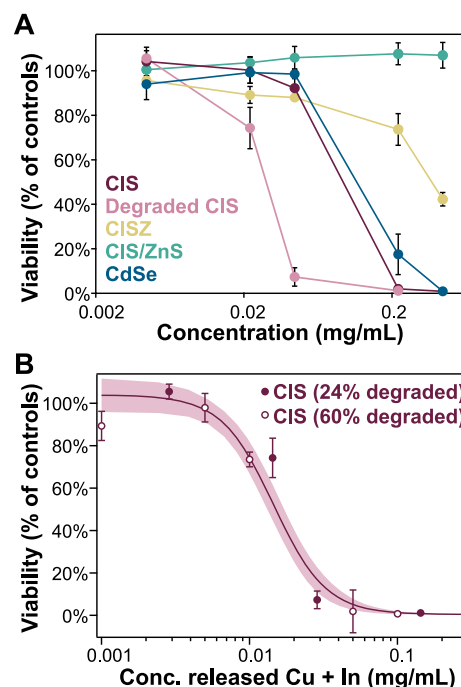 A
Viability (% of controls)
100%
80%
60%
40%
20%
0%
CIS
Degraded CIS
CISZ
CIS/ZnS
CdSe
0.002
0.02
0.2
Concentration (mg/mL)
B
Viability (% of controls)
100%
80%
60%
40%
20%
0%
CIS (24% degraded)
CIS (60% degraded)
0.001
0.01
0.1
Conc. released Cu + In (mg/mL)